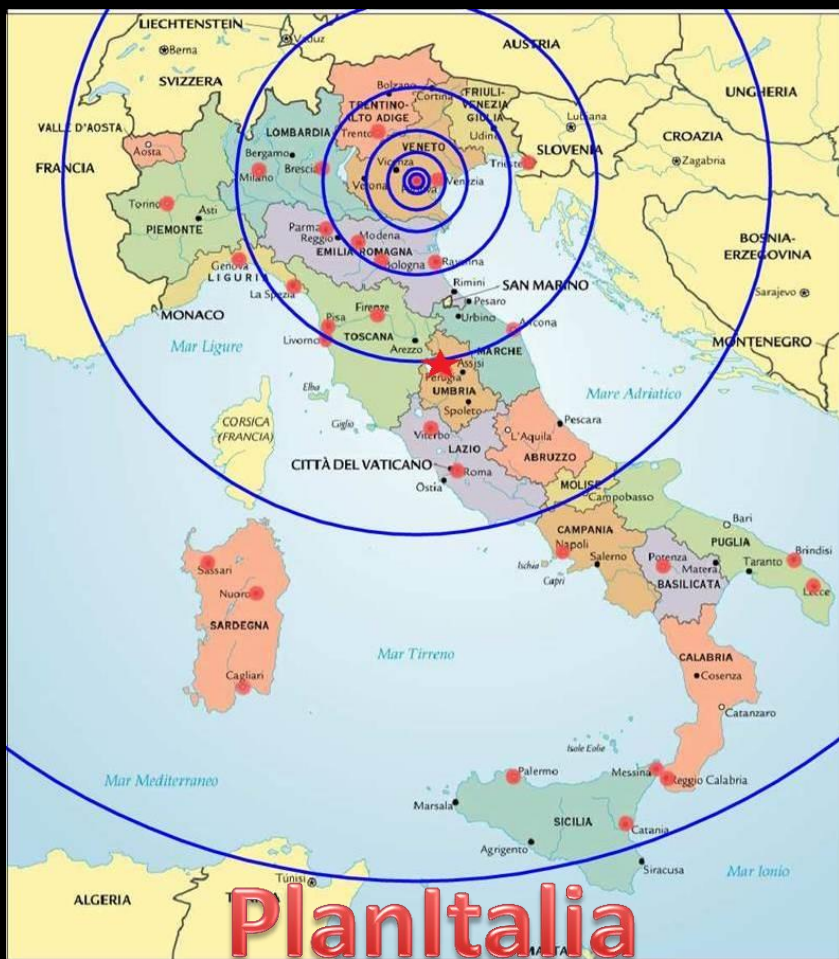 LIECHTENSTEIN
Vaduz
AUSTRIA
Berna
SVIZZERA
UNGHERIA
Bolzano
Cortina
TRENTINO-
ALTO ADIGE
FRIULI-
VENEZIA
GIULIA
Lubiana
SLOVENIA
CROAZIA
Zagabria
VALLE D'AOSTA
Aosta
FRANCIA
LOMBARDIA
Bergamo
Milano
Brescia
Trento
VENETO
Udine
Vicenza
Verona
Venezia
Trieste
Torino
Asti
PIEMONTE
Parma
Reggio
Modena
EMILIA-ROMAGNA
Bologna
Ravenna
BOSNIA-
ERZEGOVINA
Sarajevo
Genova
LIGURIA
La Spezia
Rimini
SAN MARINO
Pesaro
Urbino
MONACO
Firenze
Pisa
TOSCANA
Livorno
Arezzo
Ancona
MARCHE
MONTENEGRO
Mar Ligure
Assisi
Perugia
UMBRIA
Spoleto
Mare Adriatico
Elba
Giglio
CORSICA
(FRANCIA)
Viterbo
LAZIO
L'Aquila
Pescara
ABRUZZO
CITTÀ DEL VATICANO
Roma
Ostia
MOLISE
Campobasso
CAMPANIA
Napoli
Ischia
Capri
Salerno
Bari
PUGLIA
Potenza
Matera
BASILICATA
Taranto
Brindisi
Lecce
Sassari
Nuoro
SARDEGNA
Cagliari
Mar Tirreno
CALABRIA
Cosenza
Catanzaro
Isole Eolie
Mar Mediterraneo
Palermo
Messina
Reggio Calabria
Marsala
SICILIA
Catania
Agrigento
Siracusa
Mar Ionio
Tunisi
ALGERIA
PlanItalia